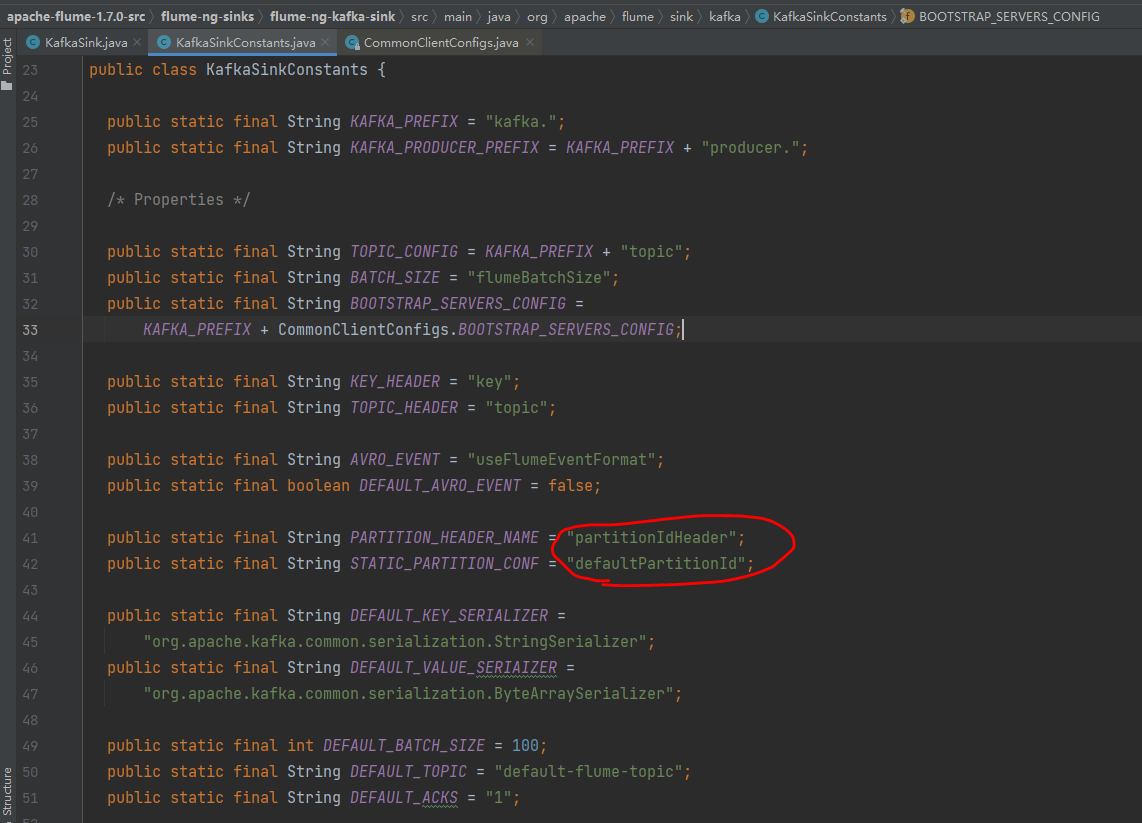 apache-flume-1.7.0-src 〉 flume-ng-sinks 〉 flume-ng-kafka-sink 〉 src 〉 main 〉 java 〉 org 〉 apache 〉 flume 〉 sink 〉 kafka 〉 KafkaSinkConstants 〉 BOOTSTRAP_SERVERS_CONFIG
KafkaSink.java × KafkaSinkConstants.java × CommonClientConfigs.java ×
Project
23 public class KafkaSinkConstants {
24
25 public static final String KAFKA_PREFIX = "kafka.";
26 public static final String KAFKA_PRODUCER_PREFIX = KAFKA_PREFIX + "producer.";
27
28 /* Properties */
29
30 public static final String TOPIC_CONFIG = KAFKA_PREFIX + "topic";
31 public static final String BATCH_SIZE = "flumeBatchSize";
32 public static final String BOOTSTRAP_SERVERS_CONFIG =
33 KAFKA_PREFIX + CommonClientConfigs.BOOTSTRAP_SERVERS_CONFIG;
34
35 public static final String KEY_HEADER = "key";
36 public static final String TOPIC_HEADER = "topic";
37
38 public static final String AVRO_EVENT = "useFlumeEventFormat";
39 public static final boolean DEFAULT_AVRO_EVENT = false;
40
41 public static final String PARTITION_HEADER_NAME = "partitionIdHeader";
42 public static final String STATIC_PARTITION_CONF = "defaultPartitionId";
43
44 public static final String DEFAULT_KEY_SERIALIZER =
45 "org.apache.kafka.common.serialization.StringSerializer";
46 public static final String DEFAULT_VALUE_SERIAIZER =
47 "org.apache.kafka.common.serialization.ByteArraySerializer";
48
49 public static final int DEFAULT_BATCH_SIZE = 100;
50 public static final String DEFAULT_TOPIC = "default-flume-topic";
51 public static final String DEFAULT_ACKS = "1";
52
Structure